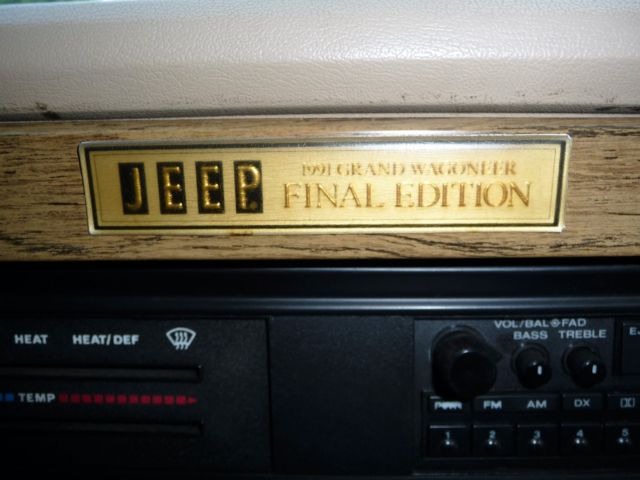 JEEP
1991 GRAND WAGONEER
FINAL EDITION
HEAT HEAT/DEF
TEMP
VOL/BAL FAD
BASS TREBLE
FM AM DX
1 2 3 4 5